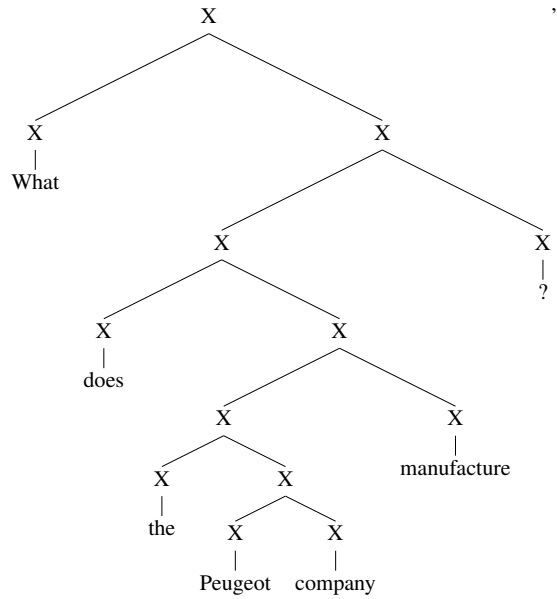 X ,
X X
What
X X
?
X X
does
X X
manufacture
X X
the
X X
Peugeot company